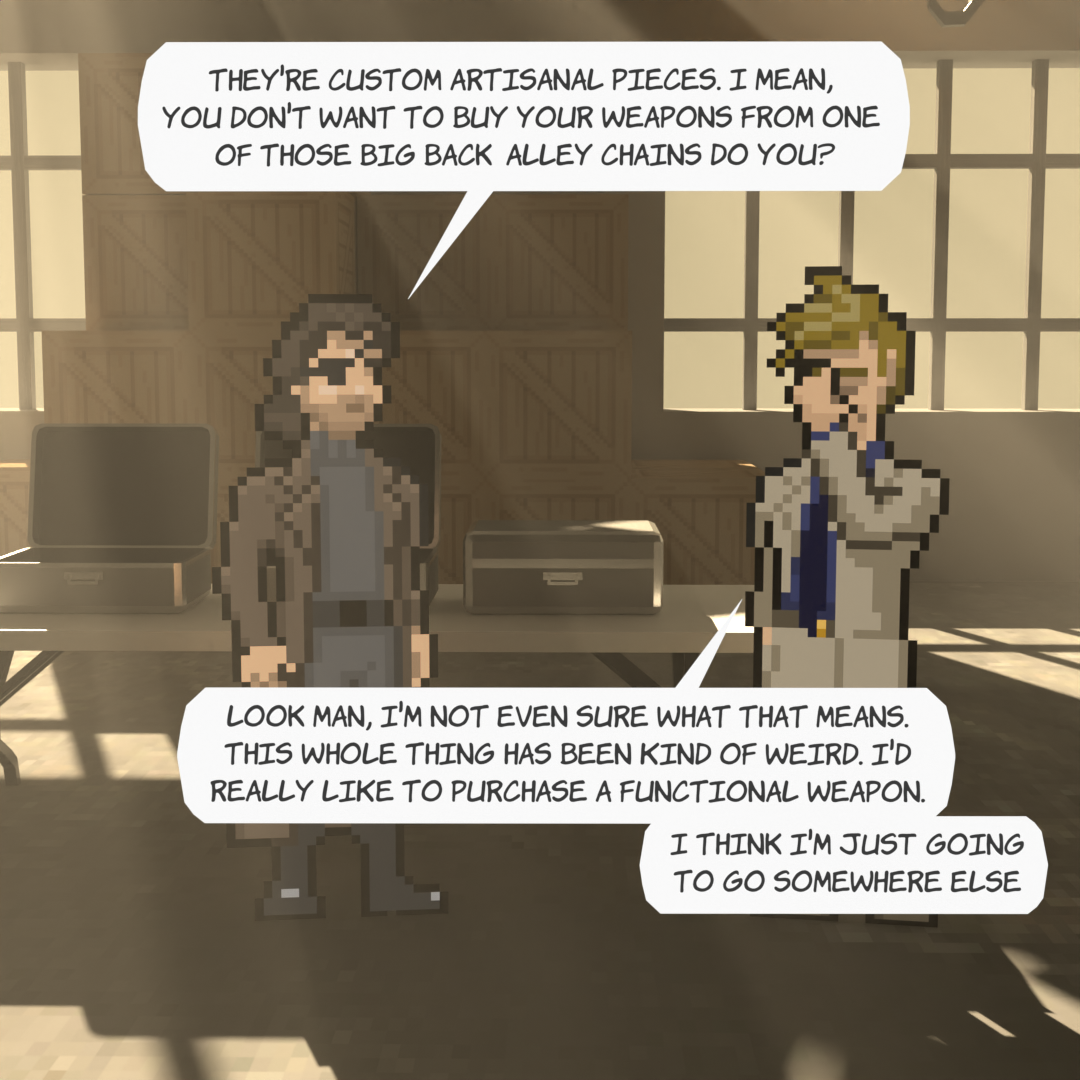 THEY'RE CUSTOM ARTISANAL PIECES. I MEAN,
YOU DON'T WANT TO BUY YOUR WEAPONS FROM ONE
OF THOSE BIG BACK ALLEY CHAINS DO YOU?
LOOK MAN, I'M NOT EVEN SURE WHAT THAT MEANS.
THIS WHOLE THING HAS BEEN KIND OF WEIRD. I'D
REALLY LIKE TO PURCHASE A FUNCTIONAL WEAPON.
I THINK I'M JUST GOING
TO GO SOMEWHERE ELSE